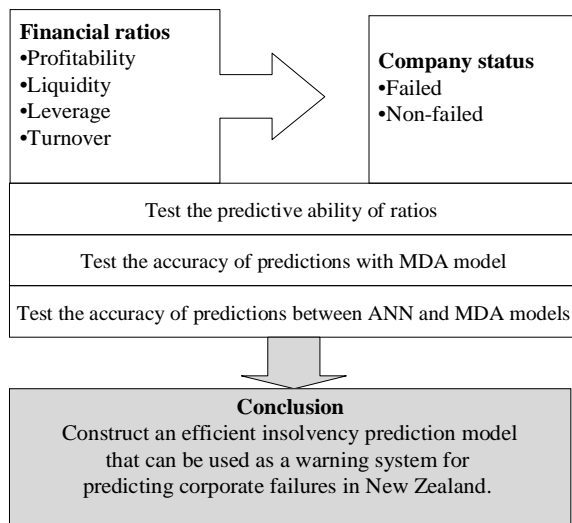 Financial ratios
•Profitability
•Liquidity
•Leverage
•Turnover
Company status
•Failed
•Non-failed
Test the predictive ability of ratios
Test the accuracy of predictions with MDA model
Test the accuracy of predictions between ANN and MDA models
Conclusion
Construct an efficient insolvency prediction model
that can be used as a warning system for
predicting corporate failures in New Zealand.